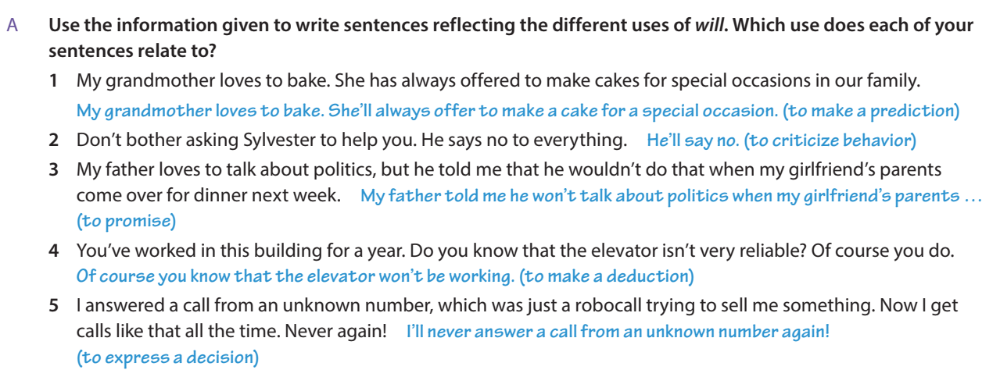 A Use the information given to write sentences reflecting the different uses of will. Which use does each of your
sentences relate to?
1 My grandmother loves to bake. She has always offered to make cakes for special occasions in our family.
My grandmother loves to bake. She'll always offer to make a cake for a special occasion. (to make a prediction)
2 Don't bother asking Sylvester to help you. He says no to everything. He'll say no. (to criticize behavior)
3 My father loves to talk about politics, but he told me that he wouldn't do that when my girlfriend's parents
come over for dinner next week. My father told me he won't talk about politics when my girlfriend's parents …
(to promise)
4 You've worked in this building for a year. Do you know that the elevator isn't very reliable? Of course you do.
Of course you know that the elevator won't be working. (to make a deduction)
5 I answered a call from an unknown number, which was just a robocall trying to sell me something. Now I get
calls like that all the time. Never again! I'll never answer a call from an unknown number again!
(to express a decision)